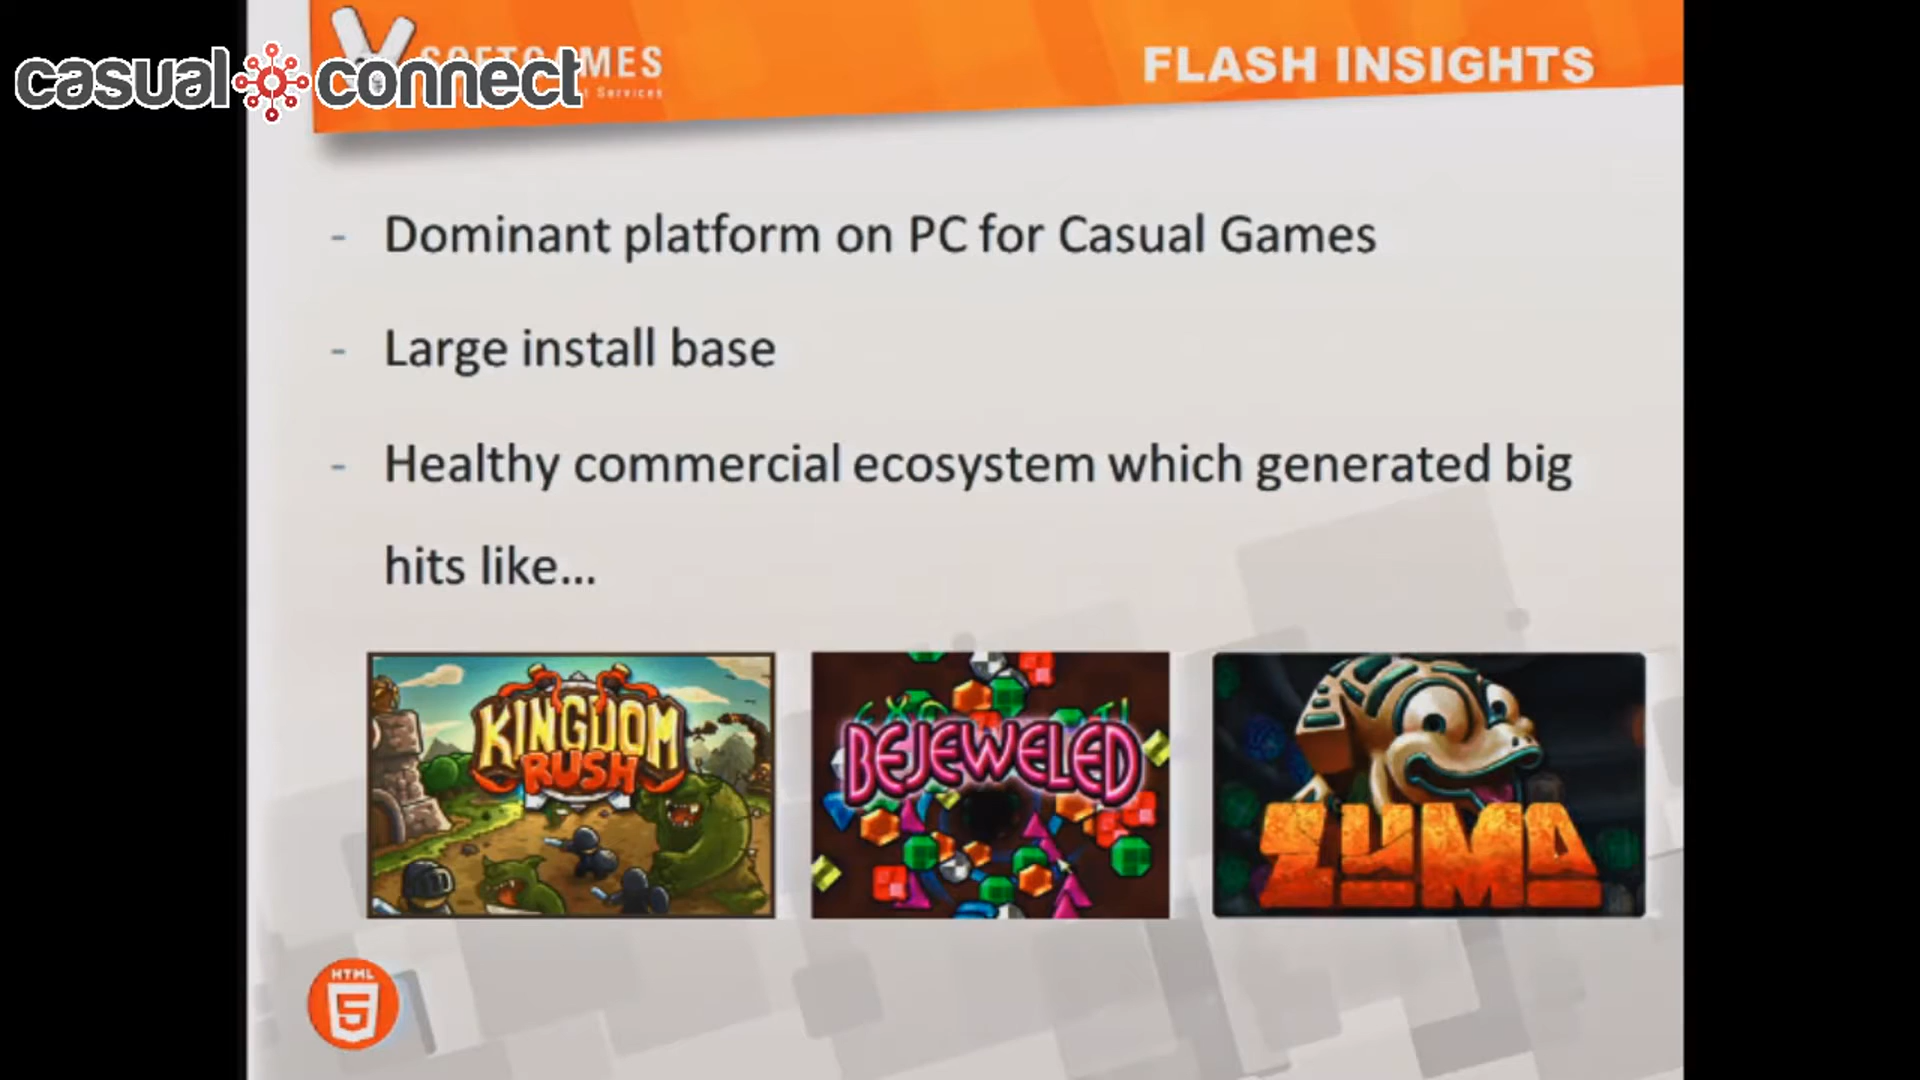 casual connect
SOFTGAMES
FLASH INSIGHTS
- Dominant platform on PC for Casual Games
- Large install base
- Healthy commercial ecosystem which generated big
hits like...
KINGDOM
RUSH
BEJEWELED
ZUMA
HTML
5